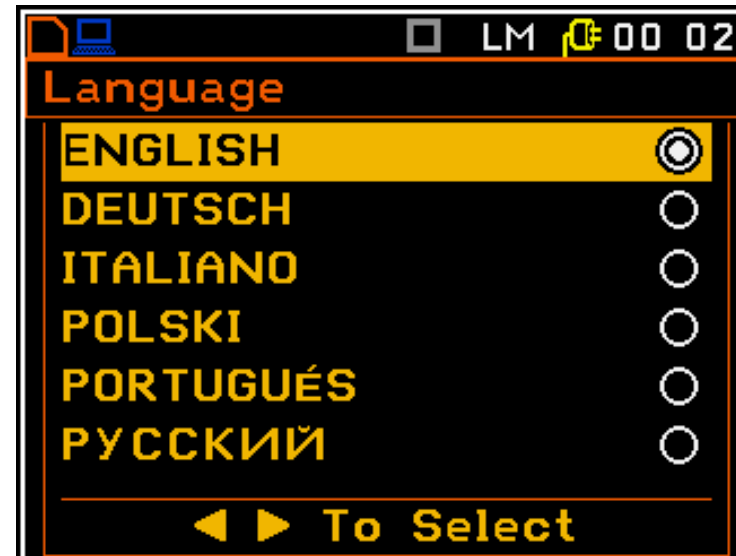 LM 00 02
Language
ENGLISH
DEUTSCH
ITALIANO
POLSKI
PORTUGUÉS
РУССКИЙ
◀ ▶ To Select